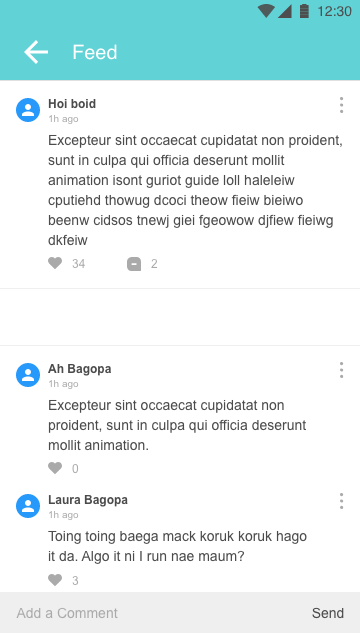 12:30
Feed
Hoi boid
1h ago
Excepteur sint occaecat cupidatat non proident,
sunt in culpa qui officia deserunt mollit
animation isont guriot guide loll haleleiw
cputiehd thowug dcoci theow fieiw bieiwo
beenw cidsos tnewj giei fgeowow djfiew fieiwg
dkfeiw
34 2
Ah Bagopa
1h ago
Excepteur sint occaecat cupidatat non
proident, sunt in culpa qui officia deserunt
mollit animation.
0
Laura Bagopa
1h ago
Toing toing baega mack koruk koruk hago
it da. Algo it ni I run nae maum?
3
Add a Comment Send